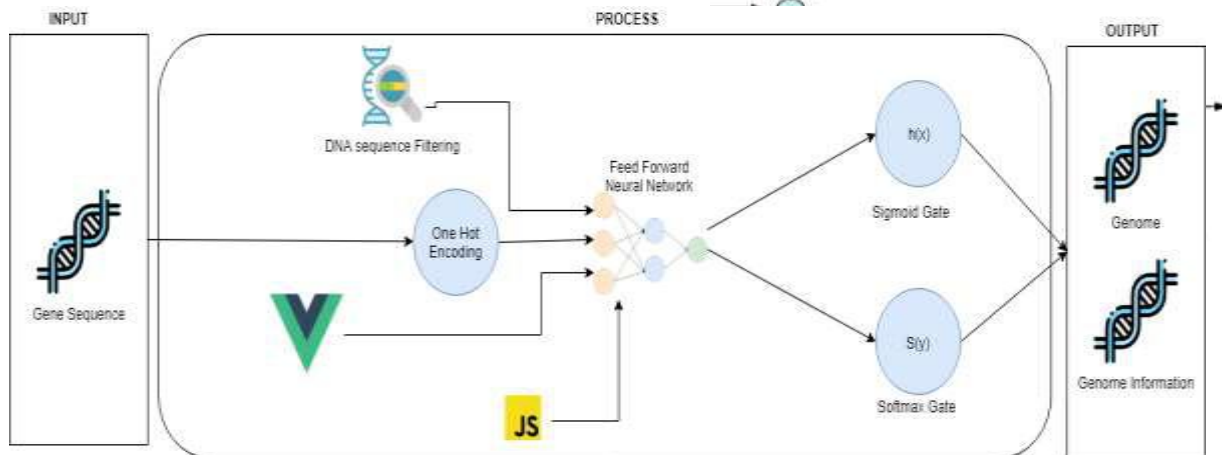 INPUT
PROCESS
OUTPUT
DNA sequence Filtering
Feed Forward
Neural Network
h(x)
Sigmoid Gate
Genome
One Hot
Encoding
Gene Sequence
S(y)
Softmax Gate
Genome Information
JS